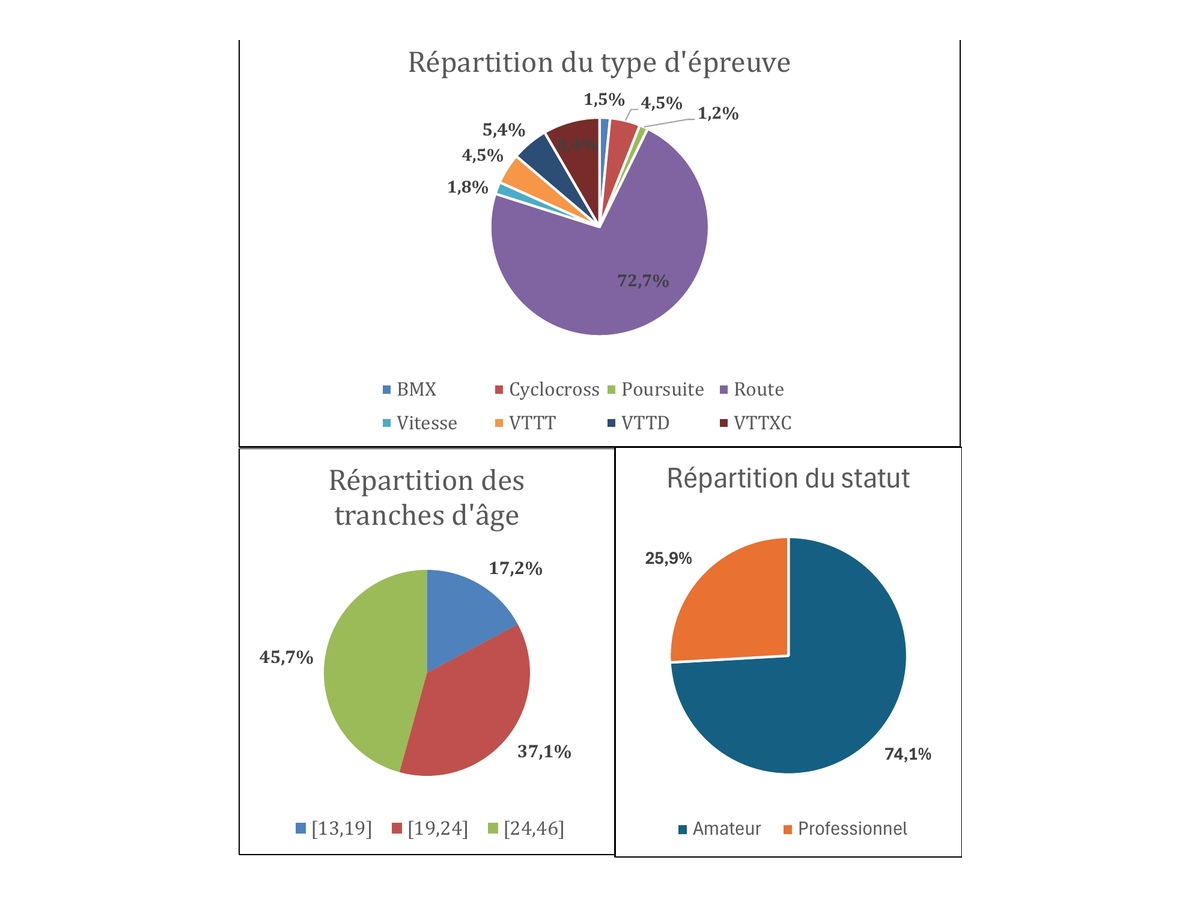 Répartition du type d'épreuve
1,5%
4,5%
1,2%
5,4%
4,5%
1,8%
72,7%
BMX
Cyclocross
Poursuite
Route
Vitesse
VTTT
VTTD
VTTXC
Répartition des
tranches d'âge
17,2%
45,7%
37,1%
[13,19]
[19,24]
[24,46]
Répartition du statut
25,9%
74,1%
Amateur
Professionnel